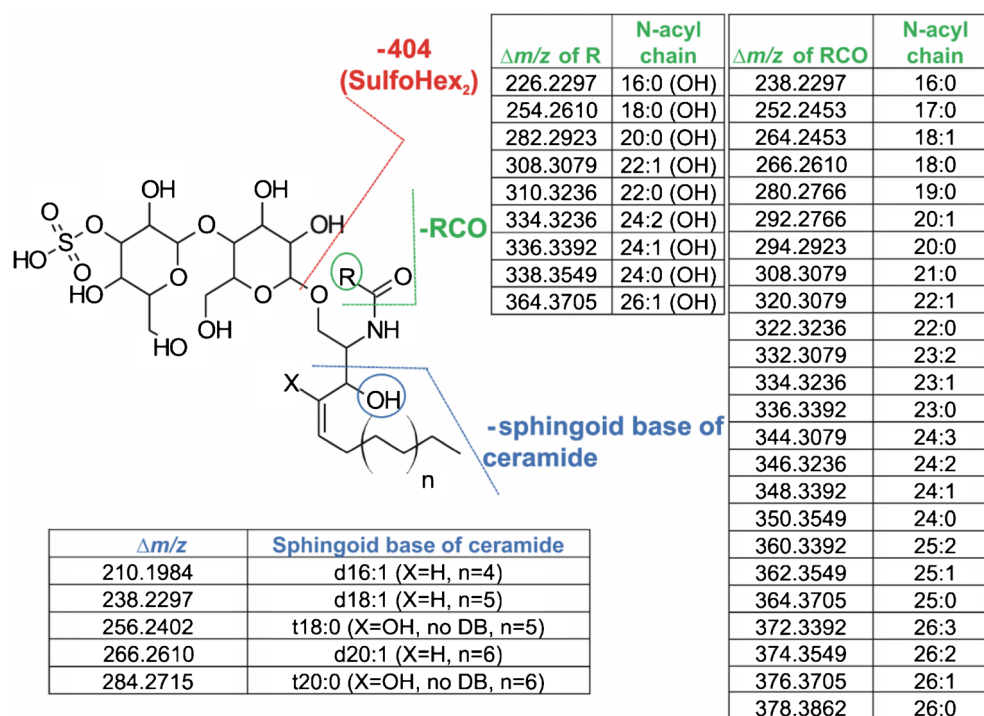 -404
(SulfoHex2)
OH
OH
O
O
O
S
HO
O
OH
-RCO
HO
O
O
R
O
O
OH
NH
HO
X
OH
-sphingoid base of
ceramide
n
Δm/z of R N-acyl chain
226.2297 16:0 (OH)
254.2610 18:0 (OH)
282.2923 20:0 (OH)
308.3079 22:1 (OH)
310.3236 22:0 (OH)
334.3236 24:2 (OH)
336.3392 24:1 (OH)
338.3549 24:0 (OH)
364.3705 26:1 (OH)
Δm/z of RCO N-acyl chain
238.2297 16:0
252.2453 17:0
264.2453 18:1
266.2610 18:0
280.2766 19:0
292.2766 20:1
294.2923 20:0
308.3079 21:0
320.3079 22:1
322.3236 22:0
332.3079 23:2
334.3236 23:1
336.3392 23:0
344.3079 24:3
346.3236 24:2
348.3392 24:1
350.3549 24:0
360.3392 25:2
362.3549 25:1
364.3705 25:0
372.3392 26:3
374.3549 26:2
376.3705 26:1
378.3862 26:0
Δm/z Sphingoid base of ceramide
210.1984 d16:1 (X=H, n=4)
238.2297 d18:1 (X=H, n=5)
256.2402 t18:0 (X=OH, no DB, n=5)
266.2610 d20:1 (X=H, n=6)
284.2715 t20:0 (X=OH, no DB, n=6)